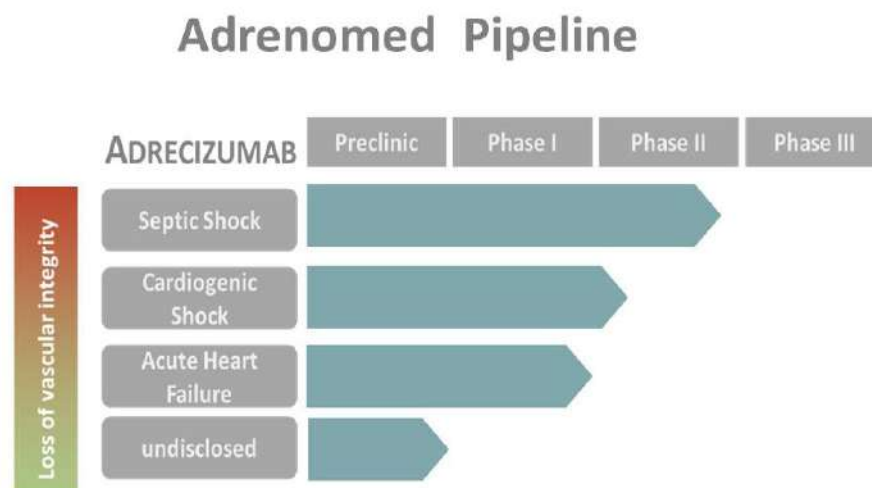 Adrenomed Pipeline
ADRECIZUMAB
Preclinic
Phase I
Phase II
Phase III
Loss of vascular integrity
Septic Shock
Cardiogenic
Shock
Acute Heart
Failure
undisclosed